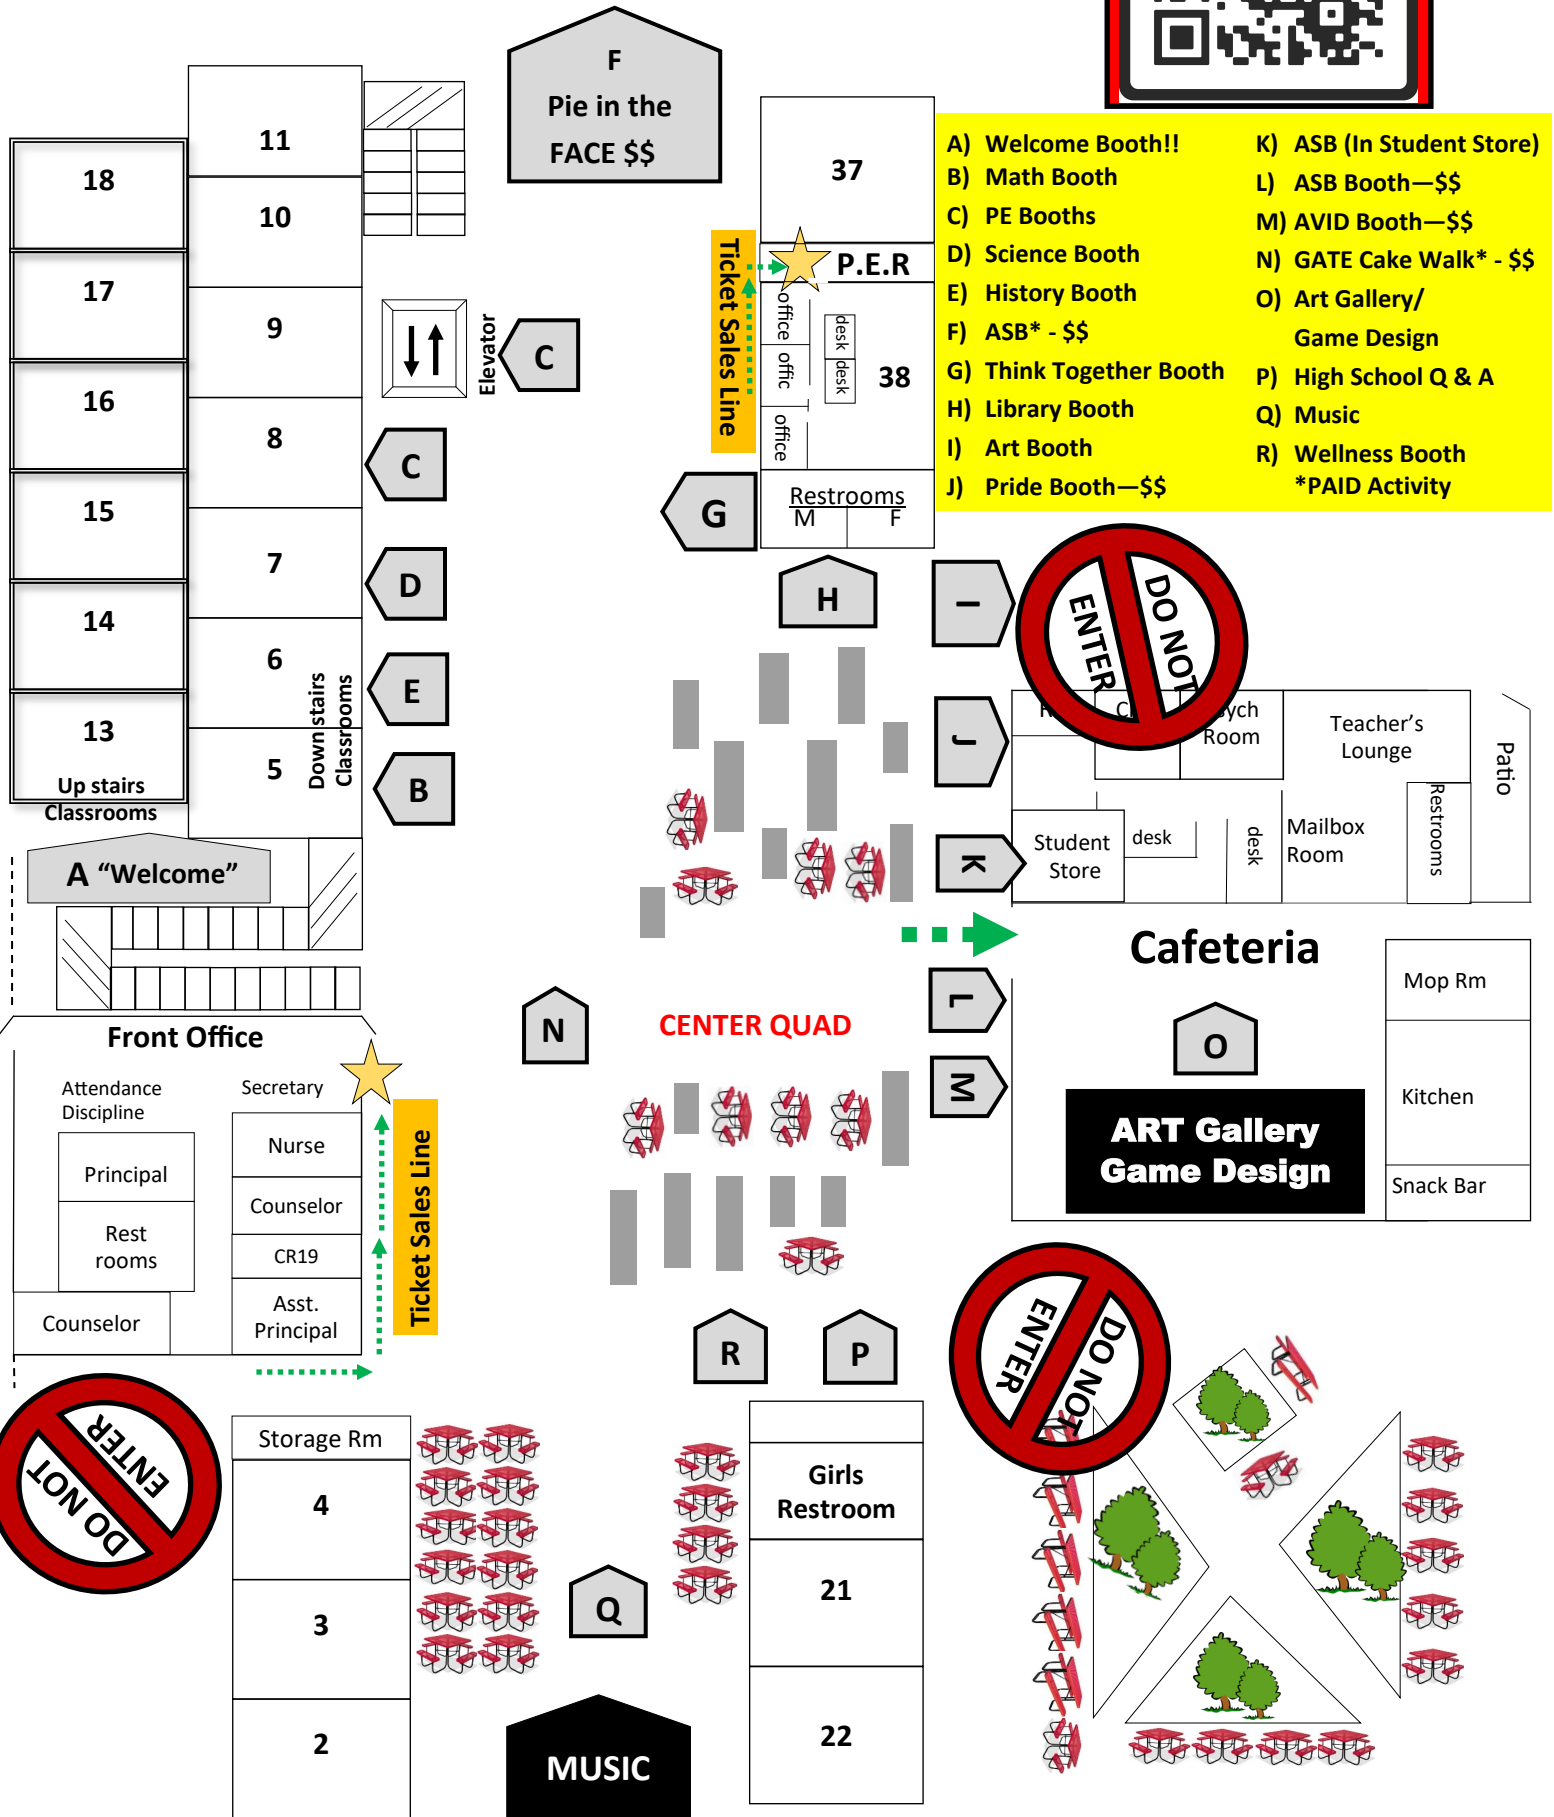 F
Pie in the
FACE $$
11
10
9
8
7
6
5
Down stairs
Classrooms
18
17
16
15
14
13
Up stairs
Classrooms
A "Welcome"
Elevator
C
C
D
E
B
37
P.E.R
Ticket Sales Line
office
offic
office
desk
desk
38
Restrooms
M F
G
H
I
J
K
L
M
N
CENTER QUAD
A) Welcome Booth!!
B) Math Booth
C) PE Booths
D) Science Booth
E) History Booth
F) ASB* - $$
G) Think Together Booth
H) Library Booth
I) Art Booth
J) Pride Booth—$$
K) ASB (In Student Store)
L) ASB Booth—$$
M) AVID Booth—$$
N) GATE Cake Walk* - $$
O) Art Gallery/
Game Design
P) High School Q & A
Q) Music
R) Wellness Booth
*PAID Activity
DO NOT
ENTER
Room
Teacher's
Lounge
Patio
Student
Store
desk
desk
Mailbox
Room
Restrooms
Cafeteria
Mop Rm
Kitchen
Snack Bar
O
ART Gallery
Game Design
Front Office
Attendance
Discipline
Secretary
Principal
Rest
rooms
Counselor
Nurse
Counselor
CR19
Asst.
Principal
Ticket Sales Line
DO NOT
ENTER
Storage Rm
4
3
2
R
P
Q
MUSIC
Girls
Restroom
21
22
DO NOT
ENTER